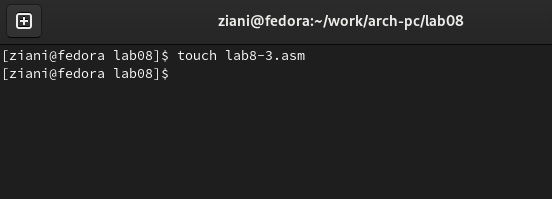 ziani@fedora:~/work/arch-pc/lab08
[ziani@fedora lab08]$ touch lab8-3.asm
[ziani@fedora lab08]$